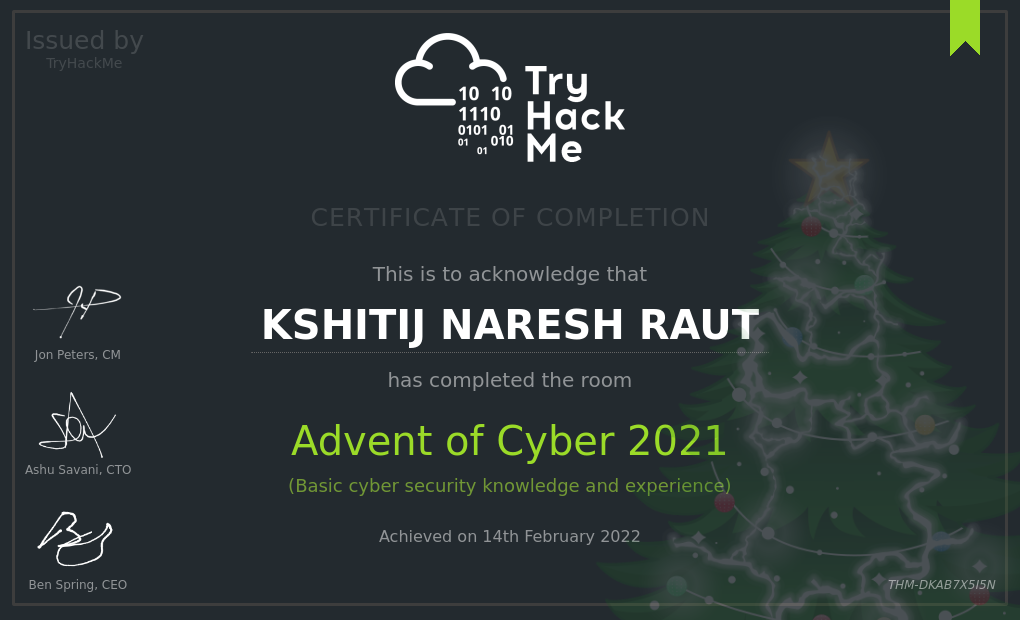 Issued by
TryHackMe
10 10
1110
0101 01
01 010
01
Try
Hack
Me
CERTIFICATE OF COMPLETION
This is to acknowledge that
KSHITIJ NARESH RAUT
has completed the room
Advent of Cyber 2021
(Basic cyber security knowledge and experience)
Achieved on 14th February 2022
Jon Peters, CM
Ashu Savani, CTO
Ben Spring, CEO
THM-DKAB7X5I5N